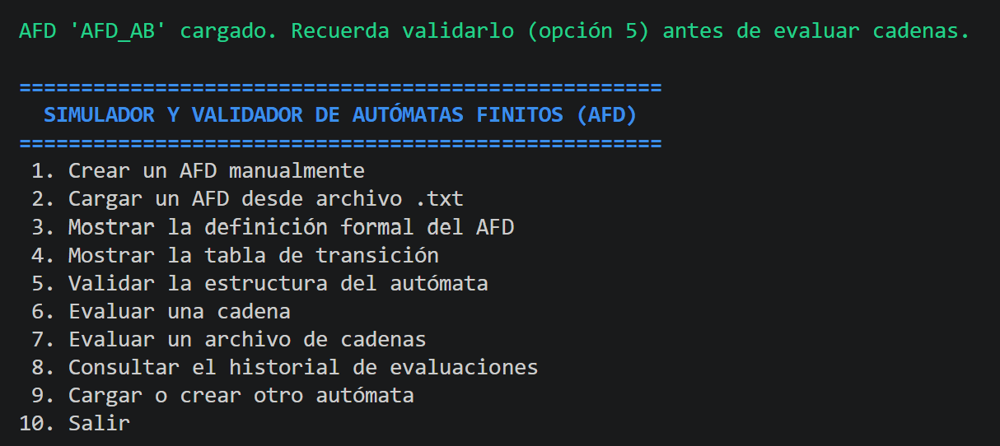 AFD 'AFD_AB' cargado. Recuerda validarlo (opción 5) antes de evaluar cadenas.
====================================================
SIMULADOR Y VALIDADOR DE AUTÓMATAS FINITOS (AFD)
====================================================
1. Crear un AFD manualmente
2. Cargar un AFD desde archivo .txt
3. Mostrar la definición formal del AFD
4. Mostrar la tabla de transición
5. Validar la estructura del autómata
6. Evaluar una cadena
7. Evaluar un archivo de cadenas
8. Consultar el historial de evaluaciones
9. Cargar o crear otro autómata
10. Salir